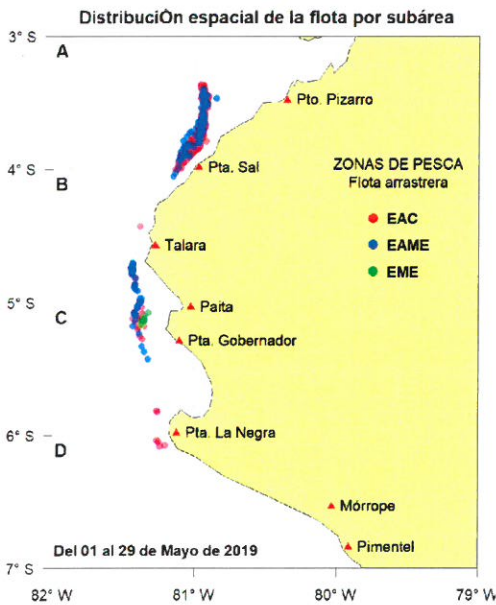 DistribuciÒn espacial de la flota por subárea
3° S
A
Pto. Pizarro
ZONAS DE PESCA
Flota arrastrera
4° S
Pta. Sal
B
EAC
EAME
EME
Talara
5° S
C
Paita
Pta. Gobernador
6° S
D
Pta. La Negra
Mórrope
Pimentel
Del 01 al 29 de Mayo de 2019
7° S
82° W
81° W
80° W
79° W